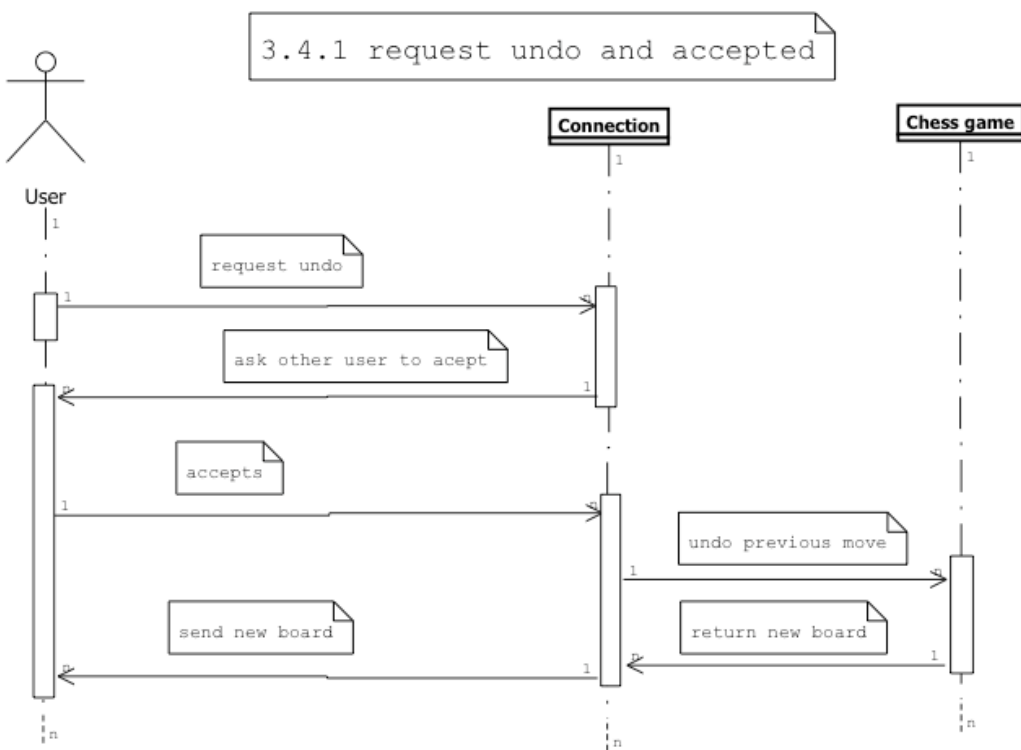 3.4.1 request undo and accepted
Connection
Chess game
1
1
User
1
request undo
1
n
ask other user to acept
1
n
accepts
1
n
undo previous move
1
n
send new board
return new board
1
n
1
n
n
n
n